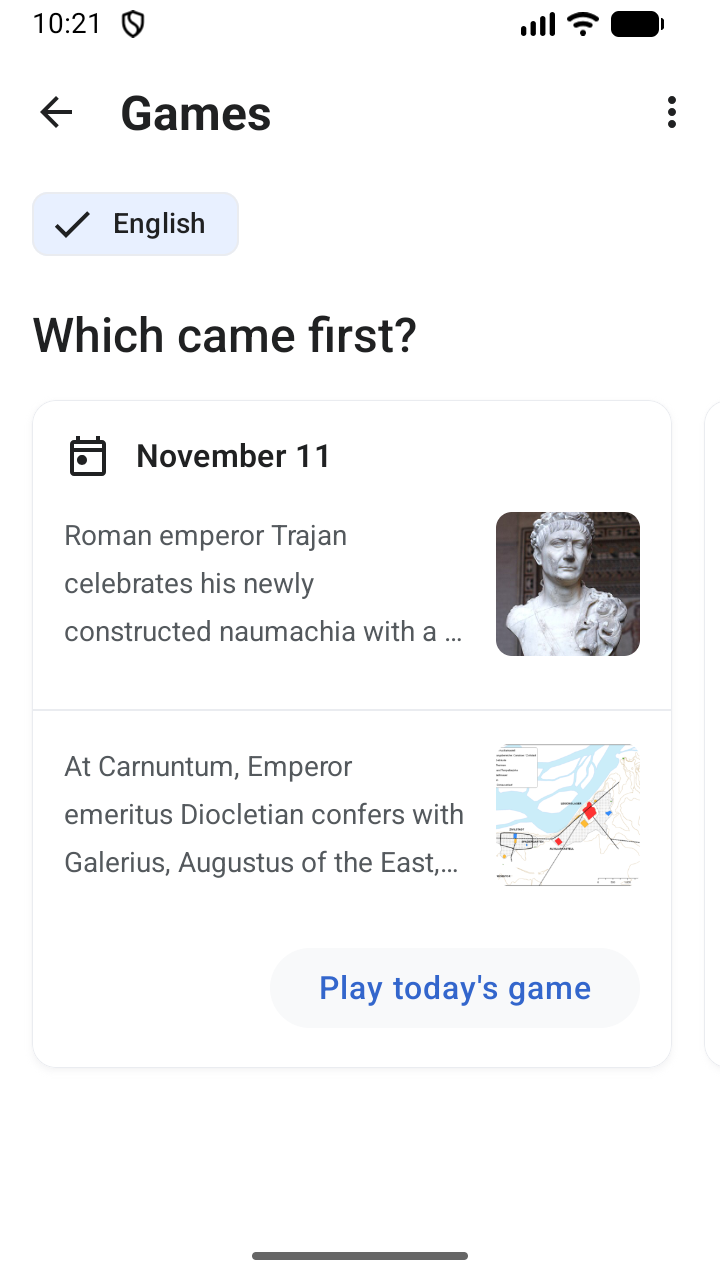 10:21
Games
English
Which came first?
November 11
Roman emperor Trajan
celebrates his newly
constructed naumachia with a …
At Carnuntum, Emperor
emeritus Diocletian confers with
Galerius, Augustus of the East,…
Play today's game